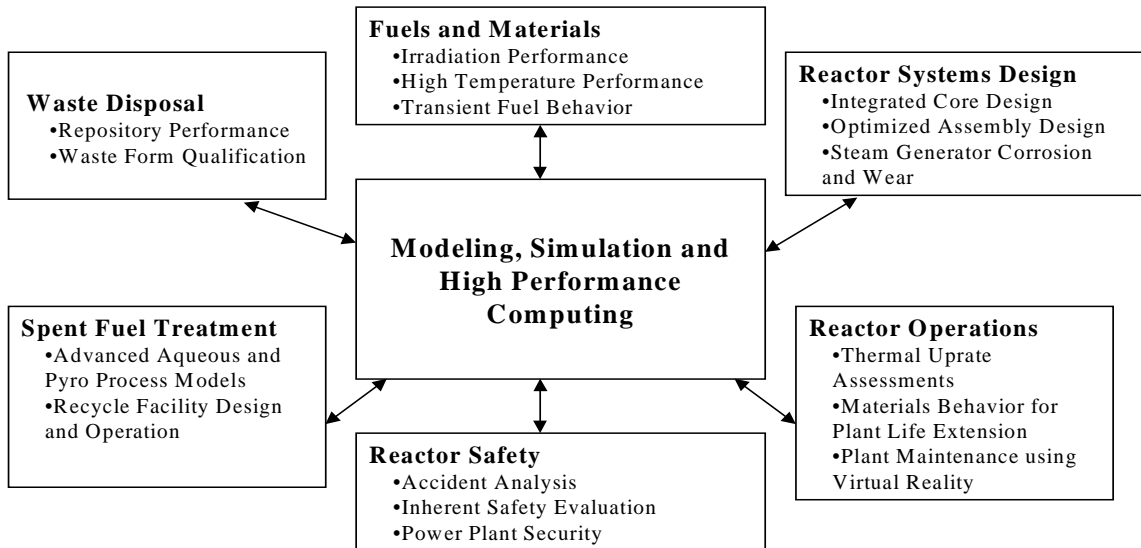 Fuels and Materials
•Irradiation Performance
•High Temperature Performance
•Transient Fuel Behavior
Waste Disposal
•Repository Performance
•Waste Form Qualification
Reactor Systems Design
•Integrated Core Design
•Optimized Assembly Design
•Steam Generator Corrosion
and Wear
Modeling, Simulation and
High Performance
Computing
Spent Fuel Treatment
•Advanced Aqueous and
Pyro Process Models
•Recycle Facility Design
and Operation
Reactor Operations
•Thermal Uprate
Assessments
•Materials Behavior for
Plant Life Extension
•Plant Maintenance using
Virtual Reality
Reactor Safety
•Accident Analysis
•Inherent Safety Evaluation
•Power Plant Security